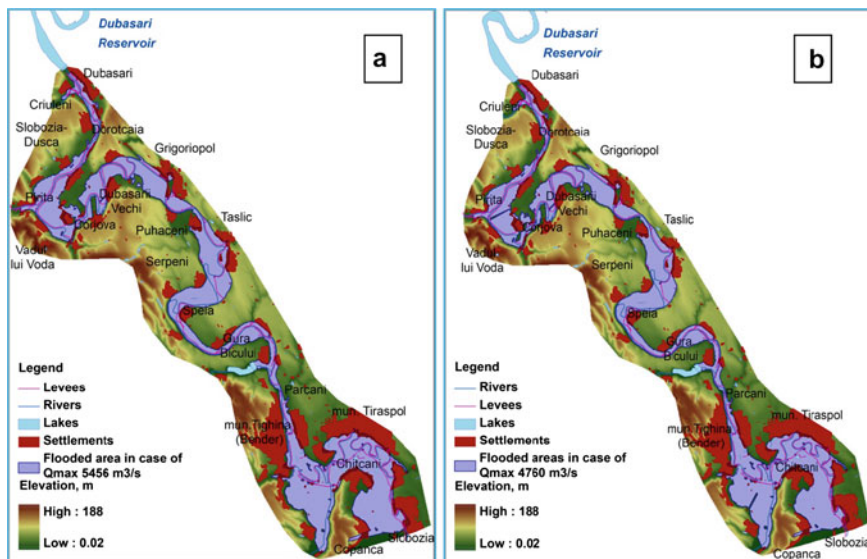 Dubasari
Reservoir
a
Dubasari
Criuleni
Slobozia-
Dusca
Dorotcaia
Grigoriopol
Pirita
Dubasarii
Vechi
Corjova
Taslic
Puhaceni
Vadul
lui Voda
Serpeni
Speia
Gura
Bicului
Parcani
mun. Tiraspol
mun.Tighina
(Bender)
Chitcani
Slobozia
Copanca
Legend
Levees
Rivers
Lakes
Settlements
Flooded area in case of
Qmax 5456 m3/s
Elevation, m
High : 188
Low : 0.02
Dubasari
Reservoir
b
Dubasari
Criuleni
Slobozia-
Dusca
Dorotcaia
Grigoriopol
Pirita
Dubasarii
Vechi
Corjova
Taslic
Puhaceni
Vadul
lui Voda
Serpeni
Speia
Gura
Bicului
Parcani
mun. Tiraspol
mun.Tighina
(Bender)
Chitcani
Slobozia
Copanca
Legend
Rivers
Levees
Lakes
Settlements
Flooded areas in case of
Qmax 4760 m3/s
Elevation, m
High : 188
Low : 0.02